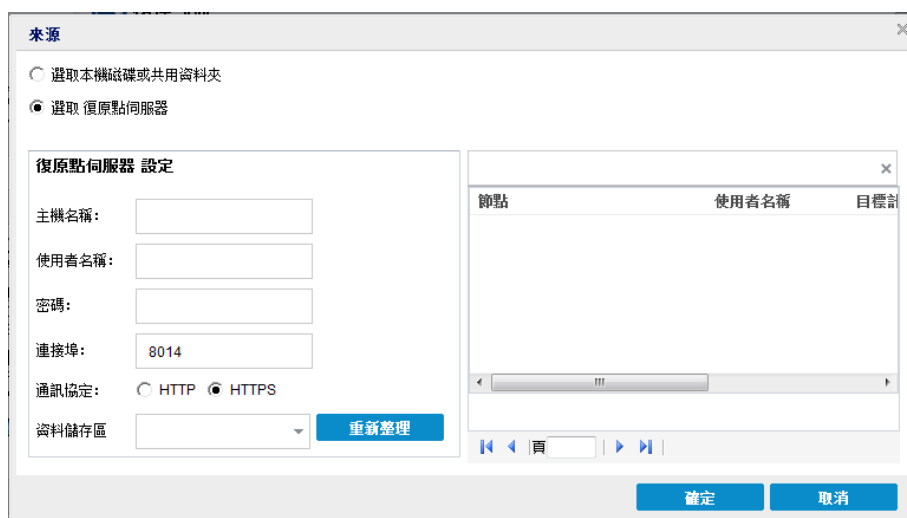 來源
選取本機磁碟或共用資料夾
選取 復原點伺服器
復原點伺服器 設定
主機名稱:
使用者名稱:
密碼:
連接埠: 8014
通訊協定: HTTP HTTPS
資料儲存區 重新整理
節點 使用者名稱 目標計
頁
確定 取消